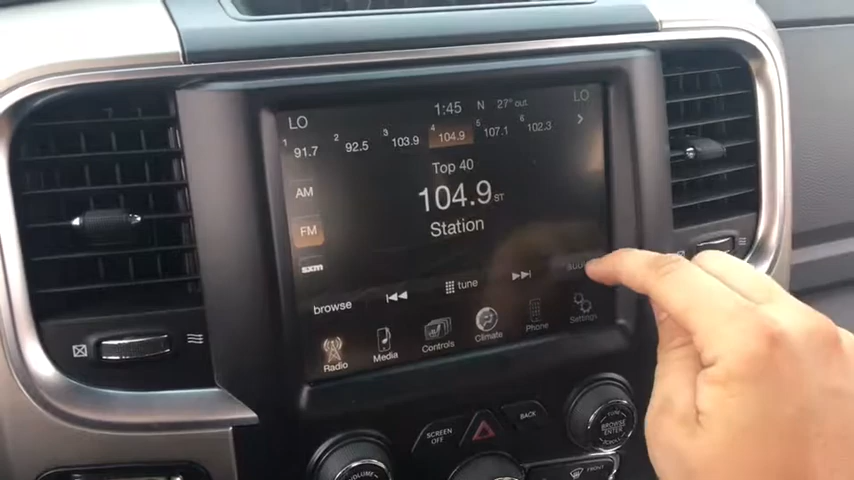 LO 1:45 N 27° out LO
1 91.7 2 92.5 3 103.9 4 104.9 5 107.1 6 102.3
Top 40
AM
104.9 ST
FM
Station
sxm
browse tune
Radio Media Controls Climate Phone Settings
SCREEN OFF
BACK
BROWSE
ENTER
VOLUME
FRONT